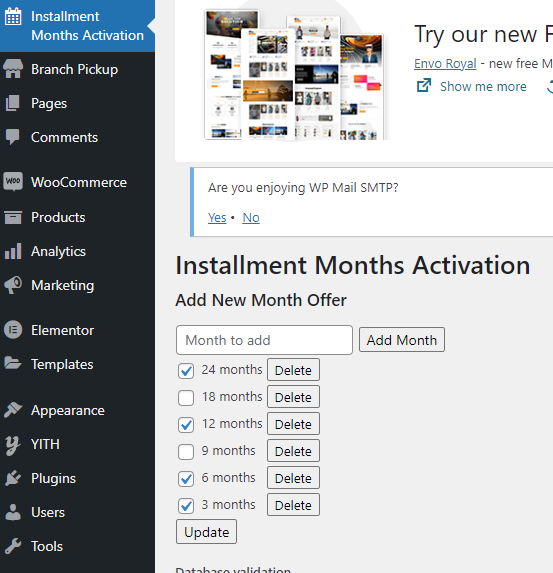 Installment
Months Activation
Branch Pickup
Pages
Comments
WooCommerce
Products
Analytics
Marketing
Elementor
Templates
Appearance
YITH
Plugins
Users
Tools
Try our new F
Envo Royal - new free M
Show me more
Are you enjoying WP Mail SMTP?
Yes • No
Installment Months Activation
Add New Month Offer
Month to add Add Month
24 months Delete
18 months Delete
12 months Delete
9 months Delete
6 months Delete
3 months Delete
Update
Database validation